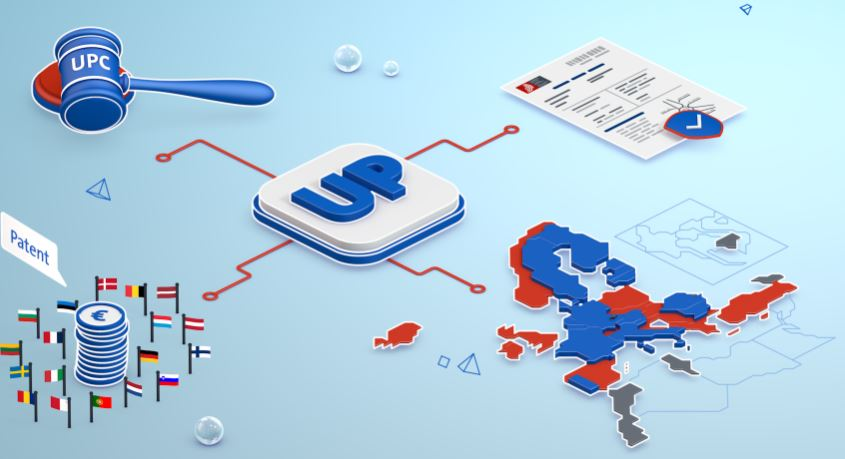 UPC
UP
Patent
€